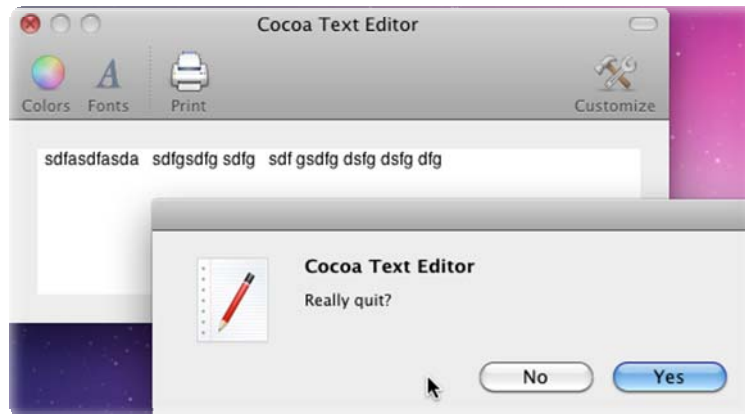 Cocoa Text Editor
Colors Fonts Print Customize
sdfasdfasda sdfgsdfg sdfg sdf gsdfg dsfg dsfg dfg
Cocoa Text Editor
Really quit?
No Yes